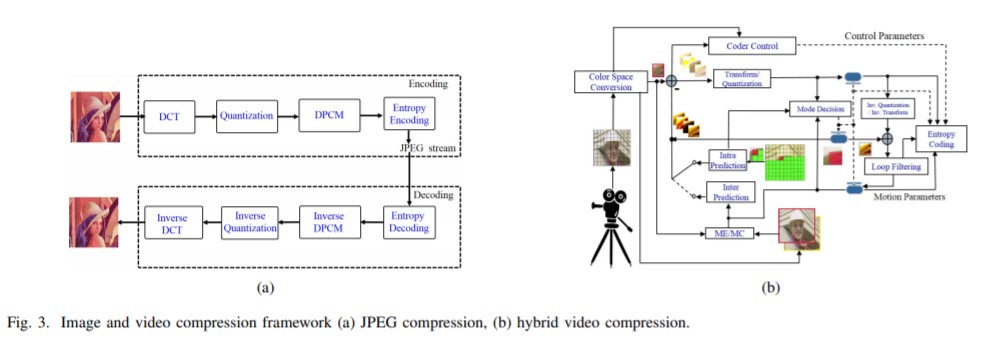 Encoding
DCT
Quantization
DPCM
Entropy
Encoding
JPEG stream
Decoding
Inverse
DCT
Inverse
Quantization
Inverse
DPCM
Entropy
Decoding
(a)
Control Parameters
Coder Control
Color Space
Conversion
Transform/
Quantization
-
Mode Decision
Inv. Quantization
/ Inv. Transform
Entropy
Coding
Intra
Prediction
Loop Filtering
Inter
Prediction
Motion Parameters
ME/MC
(b)
Fig. 3. Image and video compression framework (a) JPEG compression, (b) hybrid video compression.